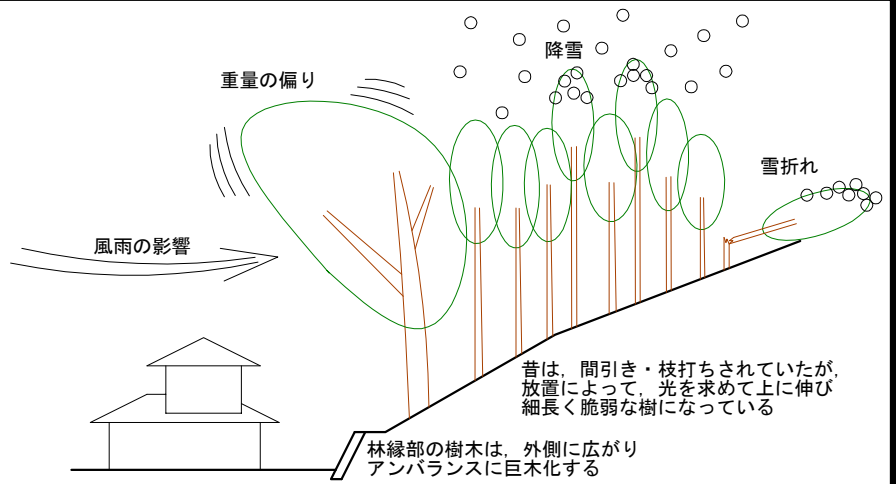 降雪
重量の偏り
雪折れ
風雨の影響
昔は，間引き・枝打ちされていたが，
放置によって，光を求めて上に伸び
細長く脆弱な樹になっている
林縁部の樹木は，外側に広がり
アンバランスに巨木化する